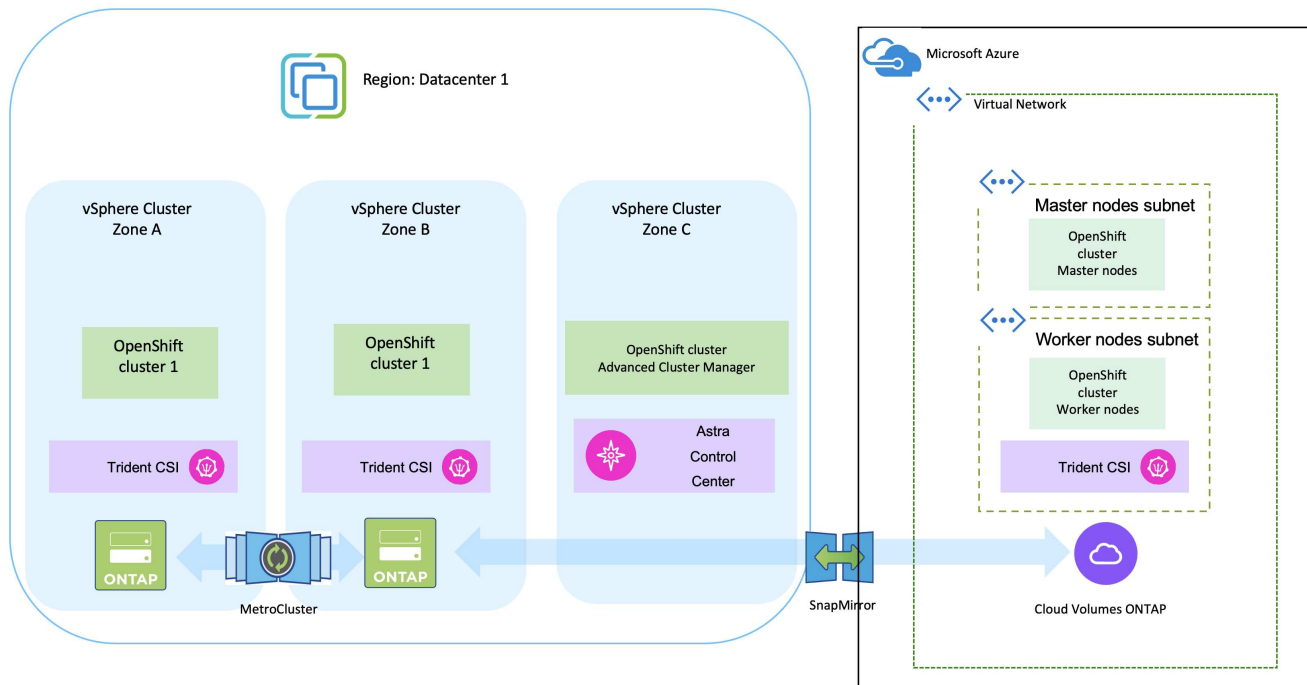 Region: Datacenter 1
vSphere Cluster
Zone A
OpenShift
cluster 1
Trident CSI
ONTAP
MetroCluster
vSphere Cluster
Zone B
OpenShift
cluster 1
Trident CSI
ONTAP
vSphere Cluster
Zone C
OpenShift cluster
Advanced Cluster Manager
Astra
Control
Center
SnapMirror
Microsoft Azure
Virtual Network
Master nodes subnet
OpenShift
cluster
Master nodes
Worker nodes subnet
OpenShift
cluster
Worker nodes
Trident CSI
Cloud Volumes ONTAP